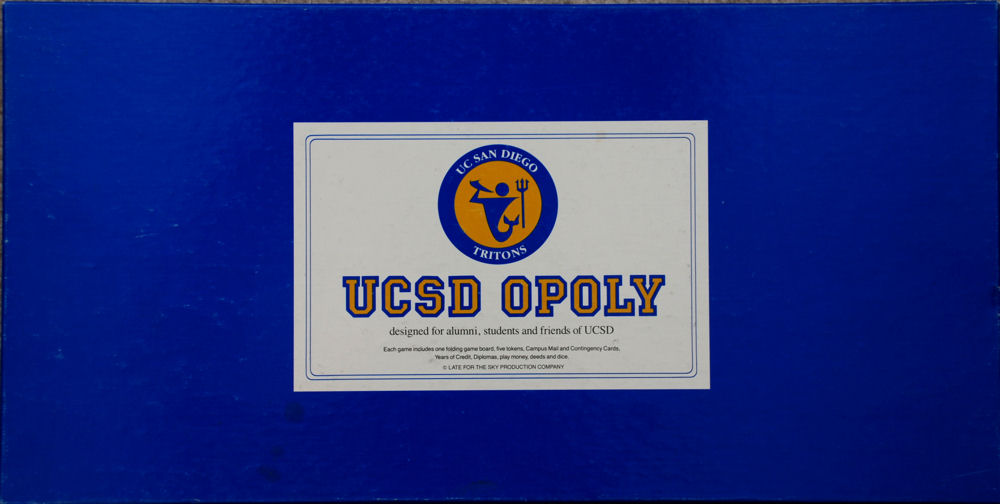 UC SAN DIEGO
TRITONS
UCSD OPOLY
designed for alumni, students and friends of UCSD
Each game includes one folding game board, five tokens, Campus Mail and Contingency Cards,
Years of Credit, Diplomas, play money, deeds and dice.
© LATE FOR THE SKY PRODUCTION COMPANY